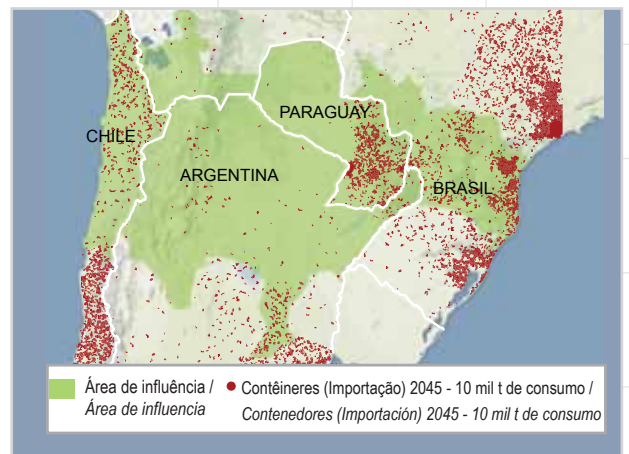 PARAGUAY
CHILE
ARGENTINA
BRASIL
Área de influência /
Área de influencia
Contêineres (Importação) 2045 - 10 mil t de consumo /
Contenedores (Importación) 2045 - 10 mil t de consumo